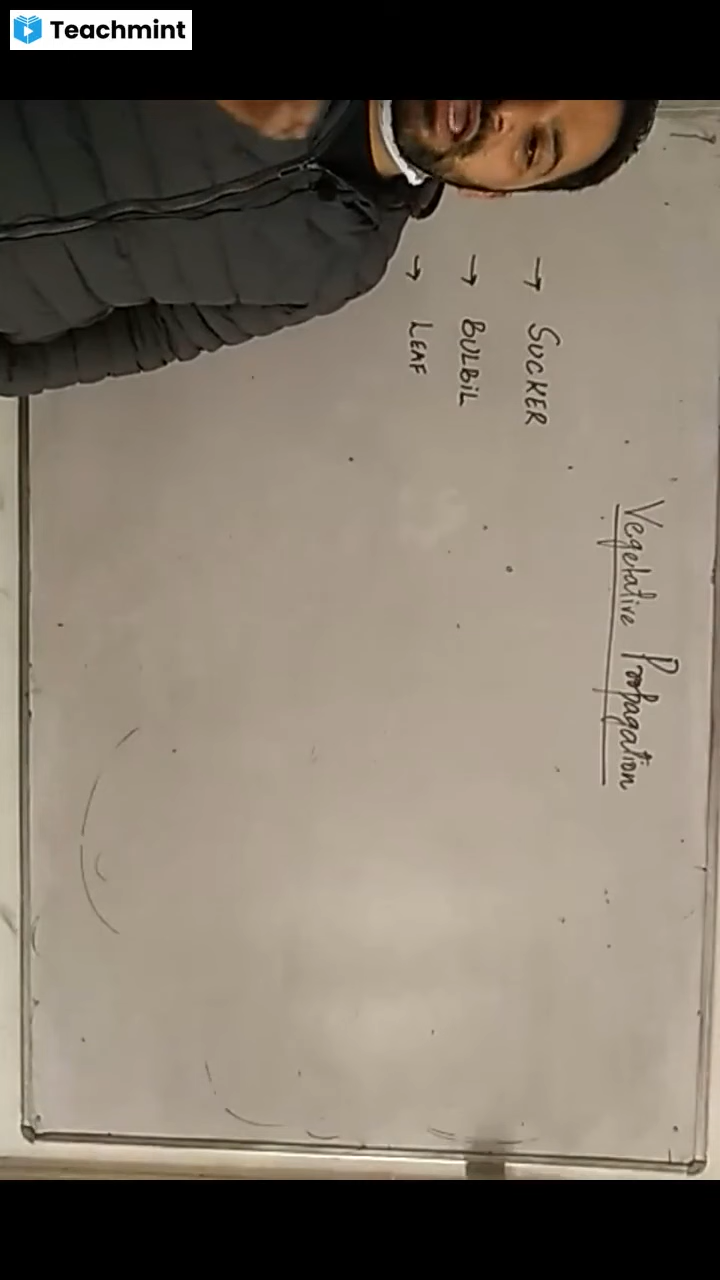 Teachmint
Vegetative Propagation
→ SUCKER
→ BULBIL
→ LEAF